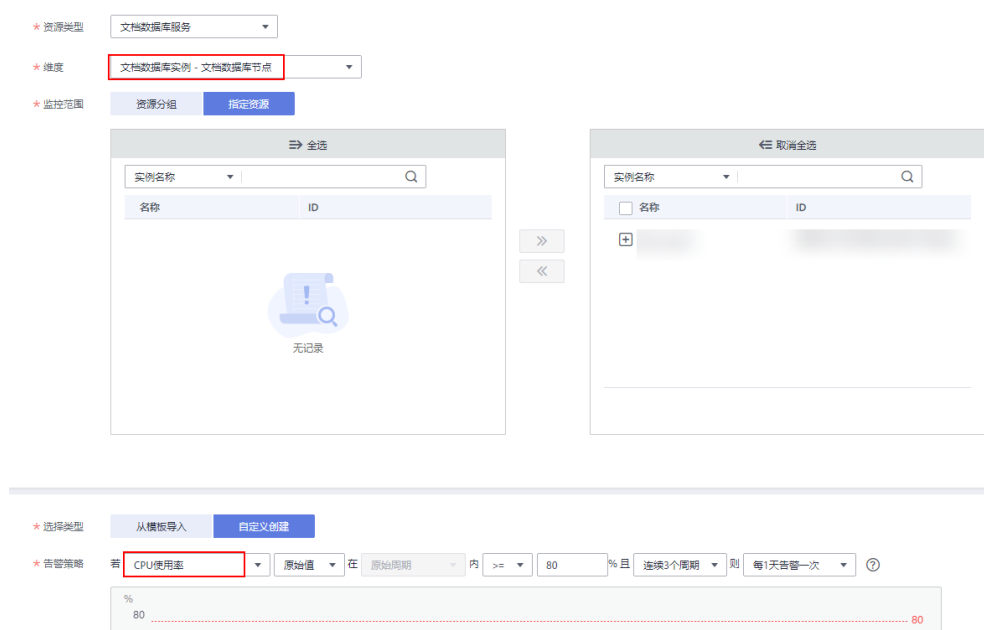 * 资源类型 文档数据库服务
* 维度 文档数据库实例 - 文档数据库节点
* 监控范围 资源分组 指定资源
全选 取消全选
实例名称 实例名称
名称 ID 名称 ID
无记录
* 选择类型 从模板导入 自定义创建
* 告警策略 若 CPU使用率 原始值 在 原始周期 内 >= 80 % 且 连续3个周期 则 每1天告警一次 ?
%
80 80